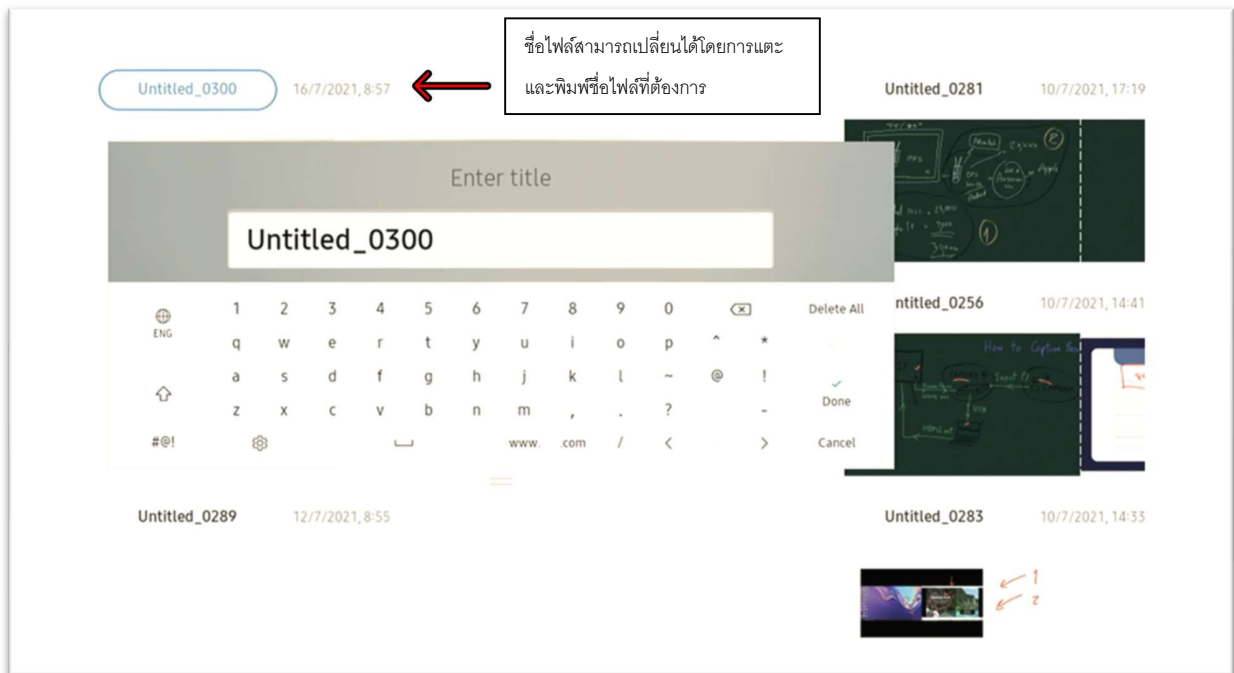 ชื่อไฟล์สามารถเปลี่ยนได้โดยการแตะ
และพิมพ์ชื่อไฟล์ที่ต้องการ
Untitled_0300 16/7/2021, 8:57
Untitled_0281 10/7/2021, 17:19
Enter title
Untitled_0300
1 2 3 4 5 6 7 8 9 0 Delete All
ENG
q w e r t y u i o p ^ *
a s d f g h j k l ~ @ !
Done
z x c v b n m , . ? -
#@! www. .com / < > Cancel
ntitled_0256 10/7/2021, 14:41
How to Capture
Input
USB
HDMI out
Untitled_0289 12/7/2021, 8:55
Untitled_0283 10/7/2021, 14:33
1
2